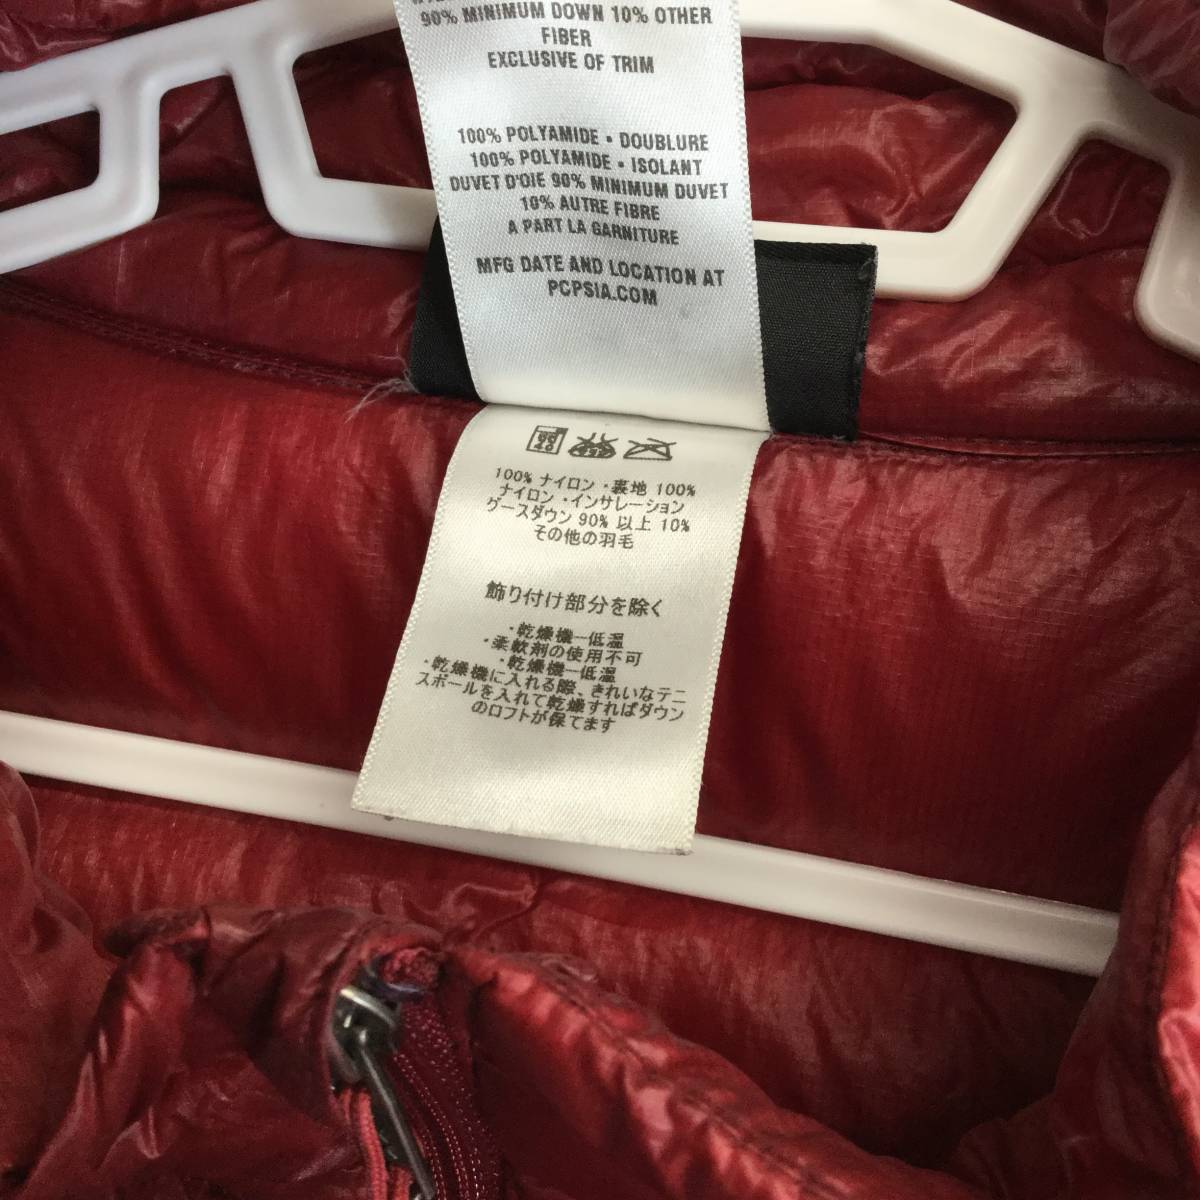 90% MINIMUM DOWN 10% OTHER
FIBER
EXCLUSIVE OF TRIM
100% POLYAMIDE • DOUBLURE
100% POLYAMIDE • ISOLANT
DUVET D'OIE 90% MINIMUM DUVET
10% AUTRE FIBRE
A PART LA GARNITURE
MFG DATE AND LOCATION AT
PCPSIA.COM
100% ナイロン・裏地 100%
ナイロン・インサレーション
グースダウン 90% 以上 10%
その他の羽毛
飾り付け部分を除く
・乾燥機—低温
・柔軟剤の使用不可
・乾燥機—低温
・乾燥機に入れる際、きれいなテニ
スボールを入れて乾燥すればダウン
のロフトが保てます